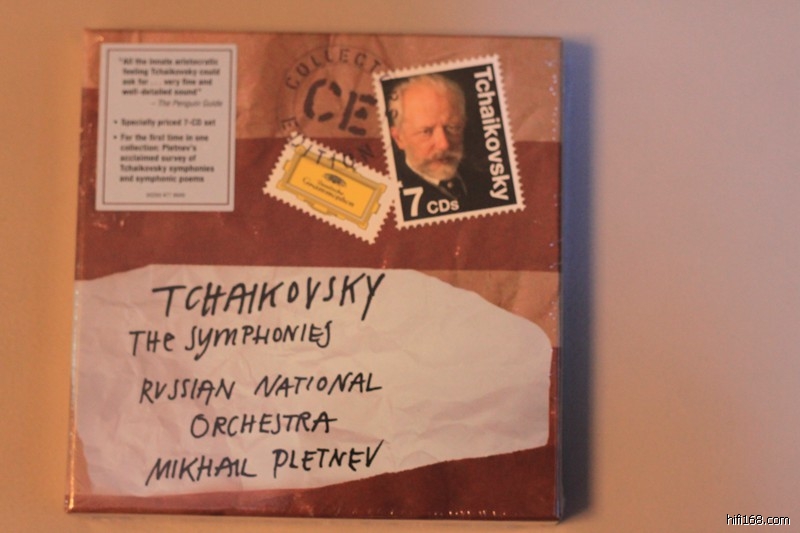 "All the innate aristocratic
feeling Tchaikovsky could
ask for . . . very fine and
well-detailed sound"
– The Penguin Guide
• Specially priced 7-CD set
• For the first time in one
collection: Pletnev's
acclaimed survey of
Tchaikovsky symphonies
and symphonic poems
COLLECTORS
CE
EDITION
Tchaikovsky
7 CDs
Deutsche
Grammophon
TCHAIKOVSKY
THE SYMPHONIES
RUSSIAN NATIONAL
ORCHESTRA
MIKHAIL PLETNEV
hifi168.com